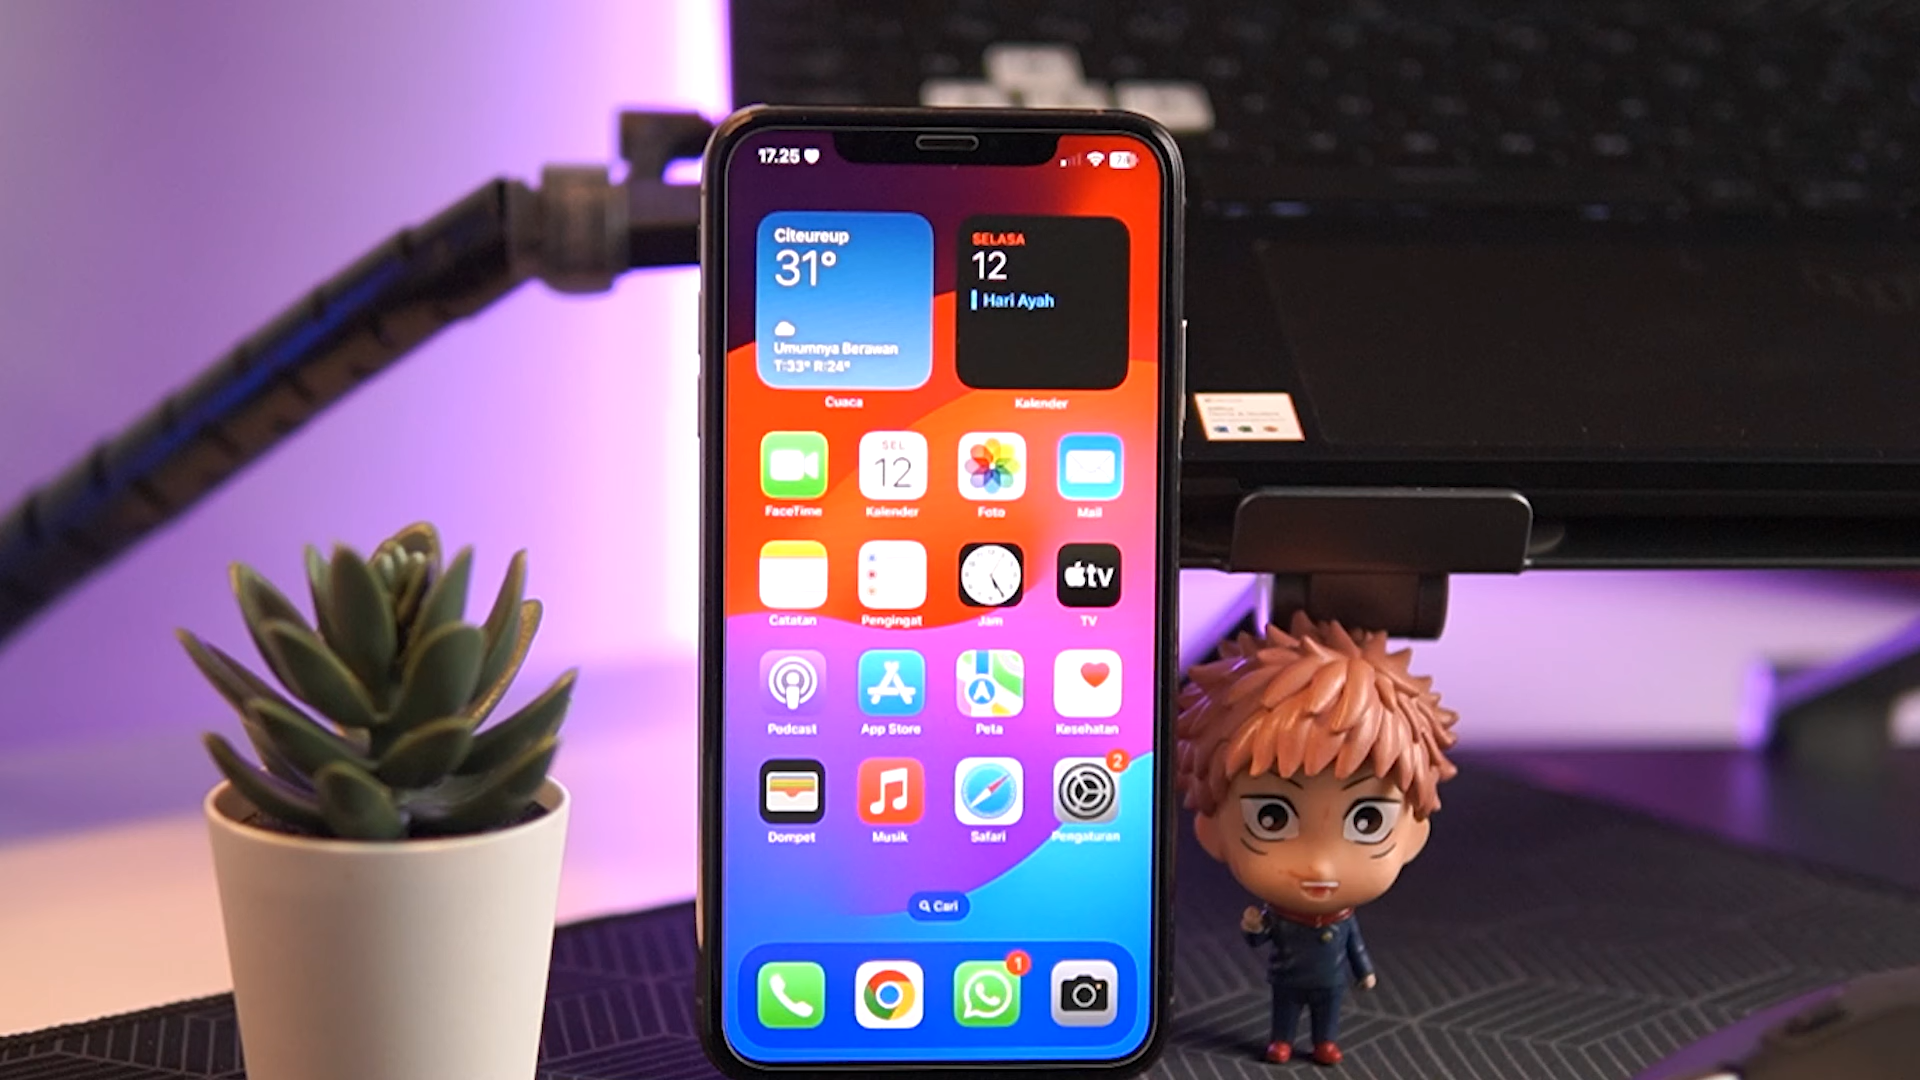 17.25
Citeureup
31°
Umumnya Berawan
T:33° R:24°
Cuaca
SELASA
12
Hari Ayah
Kalender
FaceTime
SEL
12
Kalender
Foto
Mail
Catatan
Pengingat
Jam
tv
TV
Podcast
App Store
Peta
Kesehatan
Dompet
Musik
Safari
2
Pengaturan
Cari
1